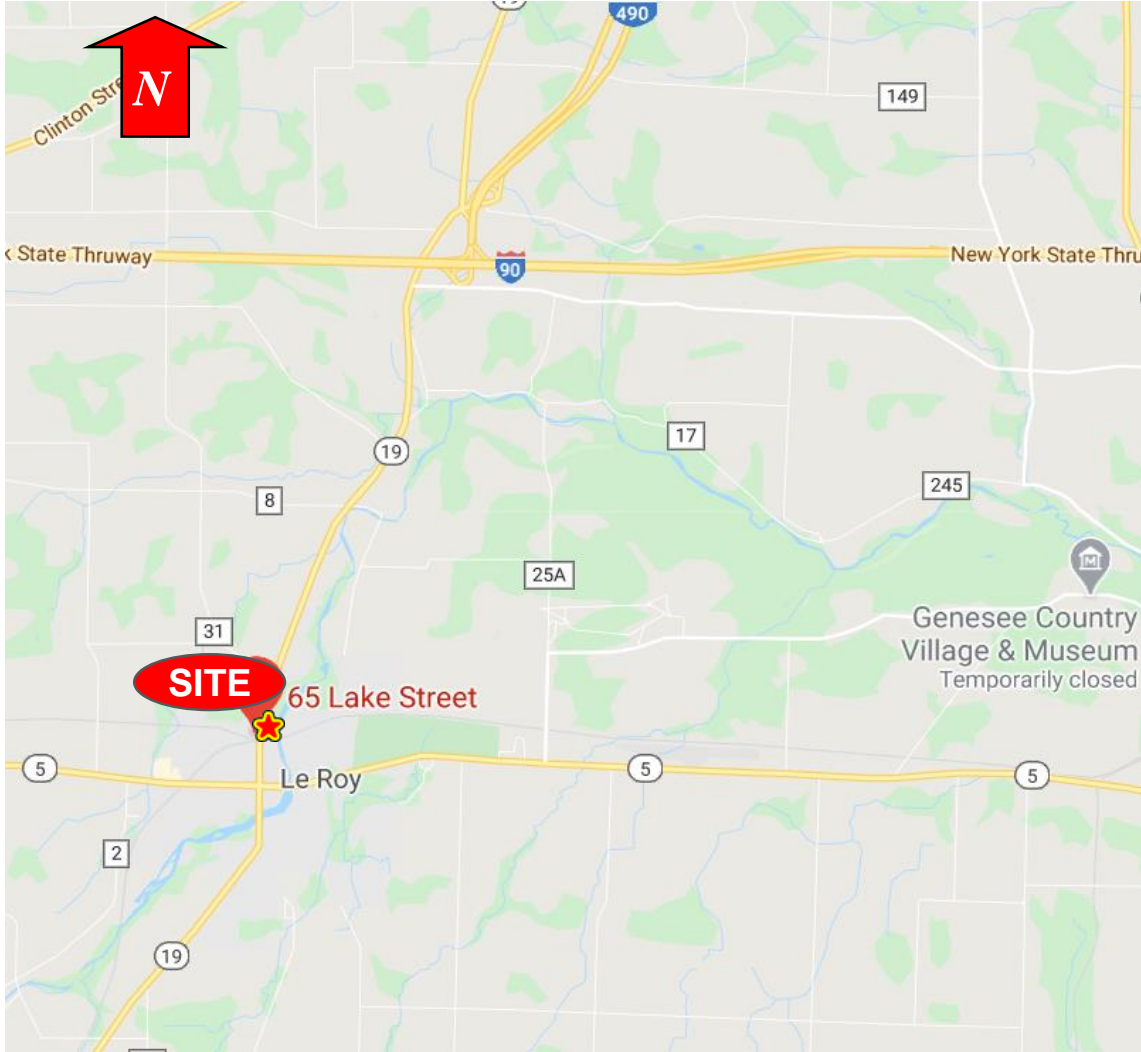 19
490
N
Clinton Stre
149
k State Thruway
90
New York State Thru
19
17
8
245
25A
31
Genesee Country
Village & Museum
Temporarily closed
SITE
65 Lake Street
5
Le Roy
5
5
2
19